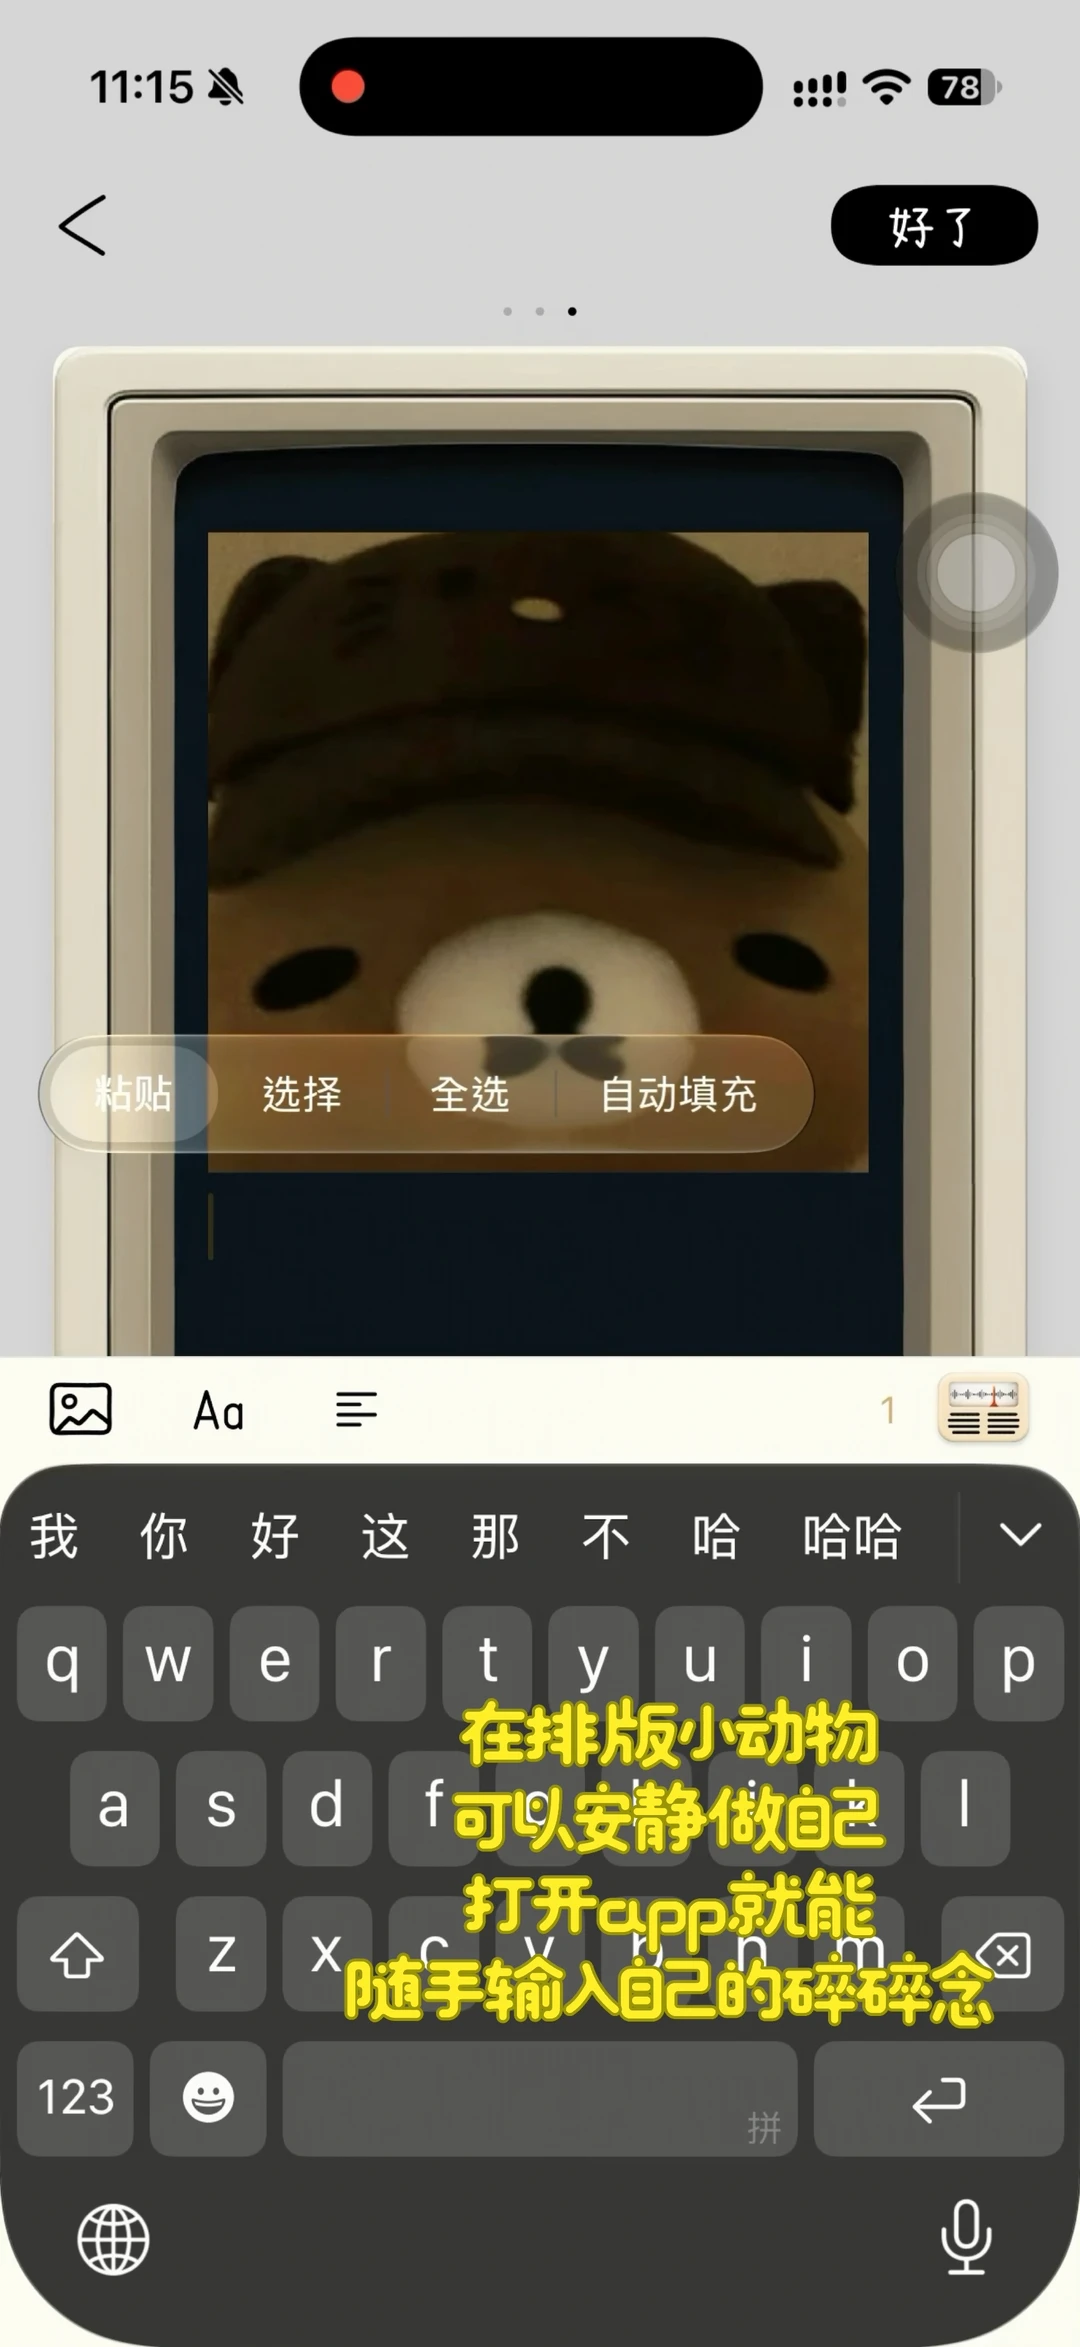 11:15
78
好了
粘贴 选择 全选 自动填充
Aa 1
我 你 好 这 那 不 哈 哈哈
q w e r t y u i o p
a s d f g h j k l
z x c v b n m
123 拼
在排版小动物
可以安静做自己
打开app就能
随手输入自己的碎碎念